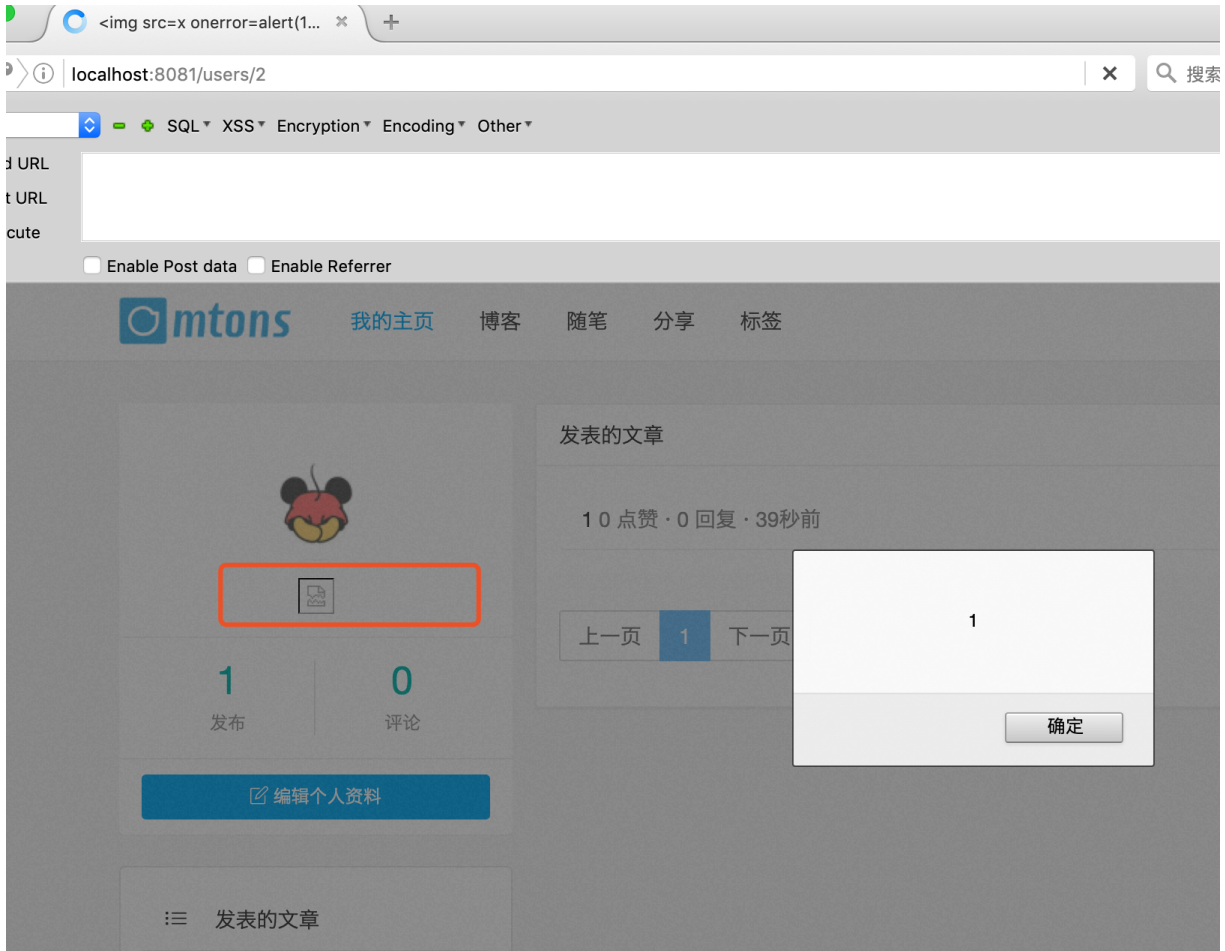 <img src=x onerror=alert(1...
localhost:8081/users/2
搜索
SQL XSS Encryption Encoding Other
d URL
t URL
cute
Enable Post data Enable Referrer
mtons 我的主页 博客 随笔 分享 标签
发表的文章
1 0 点赞 · 0 回复 · 39秒前
上一页 1 下一页
1
确定
1 0
发布 评论
编辑个人资料
发表的文章